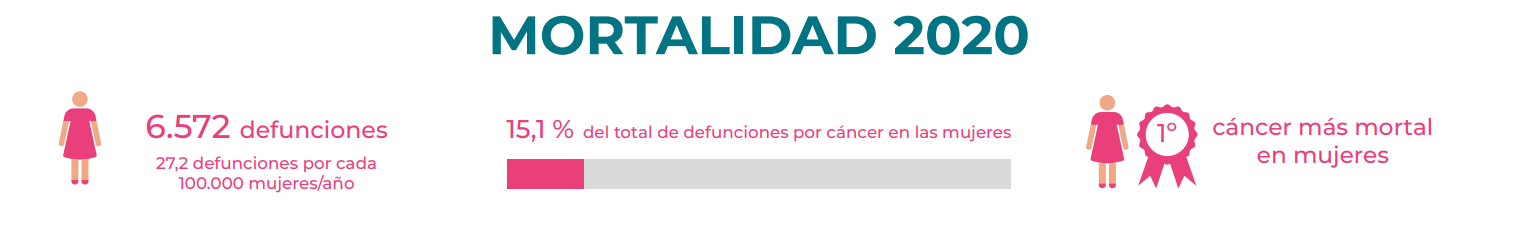 MORTALIDAD 2020
6.572 defunciones
27,2 defunciones por cada
100.000 mujeres/año
15,1 % del total de defunciones por cáncer en las mujeres
1º
cáncer más mortal
en mujeres